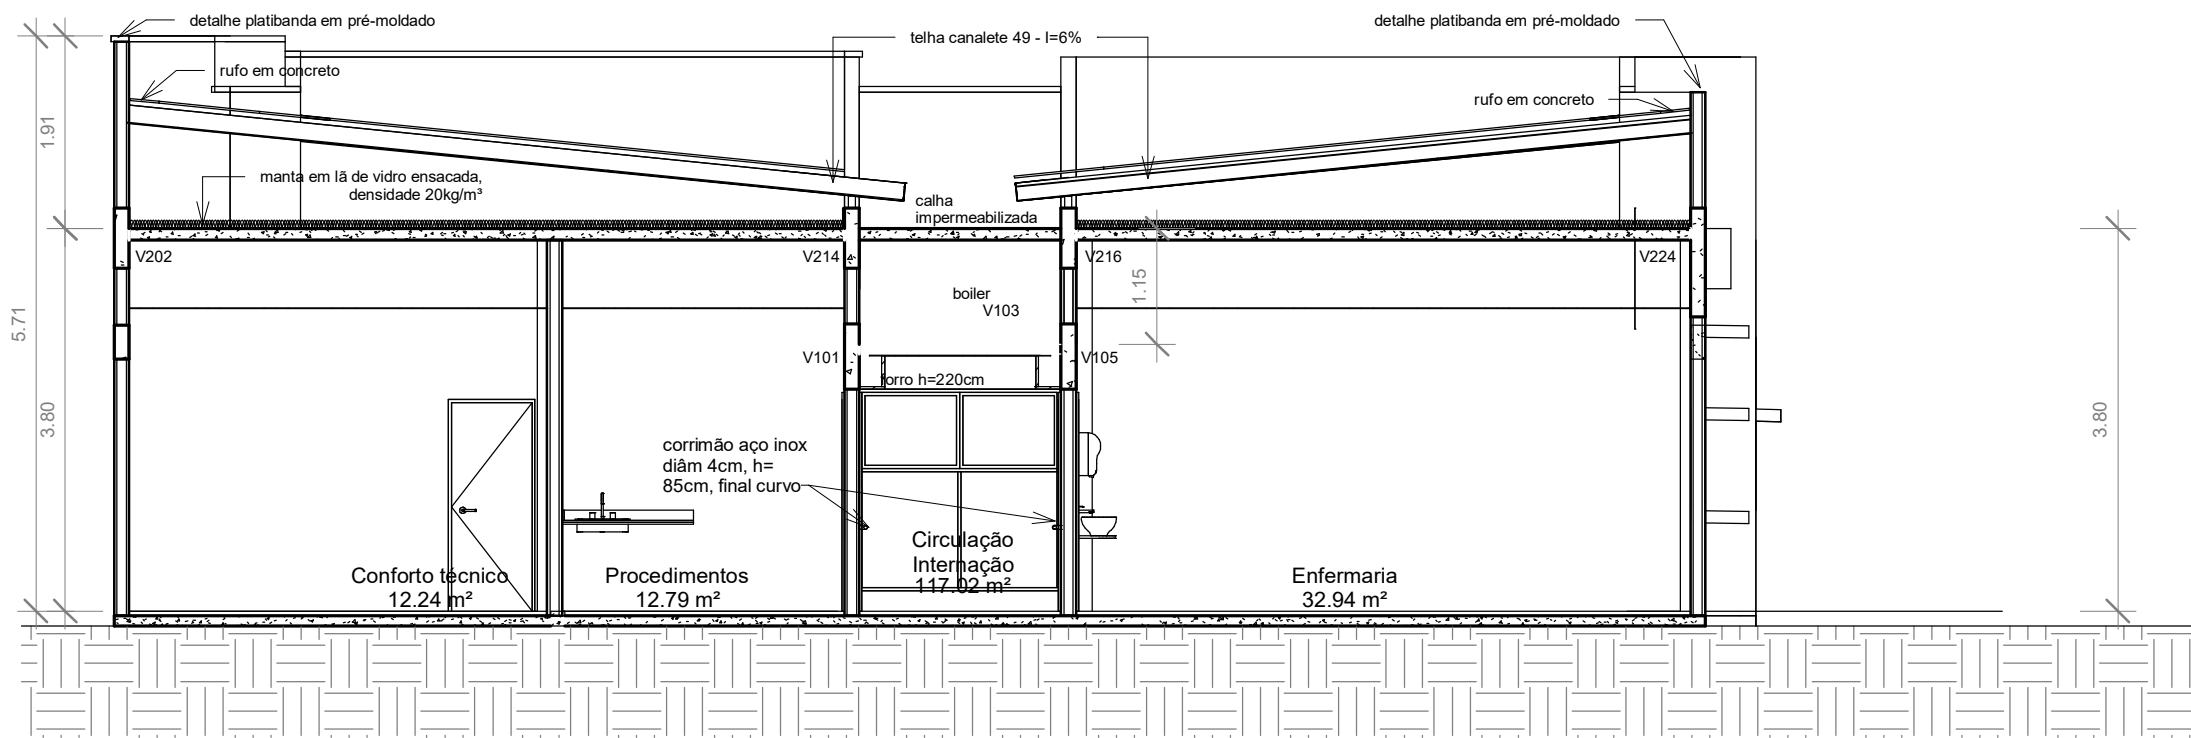 detalhe platibanda em pré-moldado
detalhe platibanda em pré-moldado
telha canalete 49 - I=6%
rufo em concreto
rufo em concreto
1.91
manta em lã de vidro ensacada,
densidade 20kg/m³
calha
impermeabilizada
V202
V214
V216
V224
1.15
boiler
V103
5.71
V101
V105
forro h=220cm
3.80
3.80
corrimão aço inox
diâm 4cm, h=
85cm, final curvo
Circulação
Internação
117.02 m²
Conforto técnico
12.24 m²
Procedimentos
12.79 m²
Enfermaria
32.94 m²